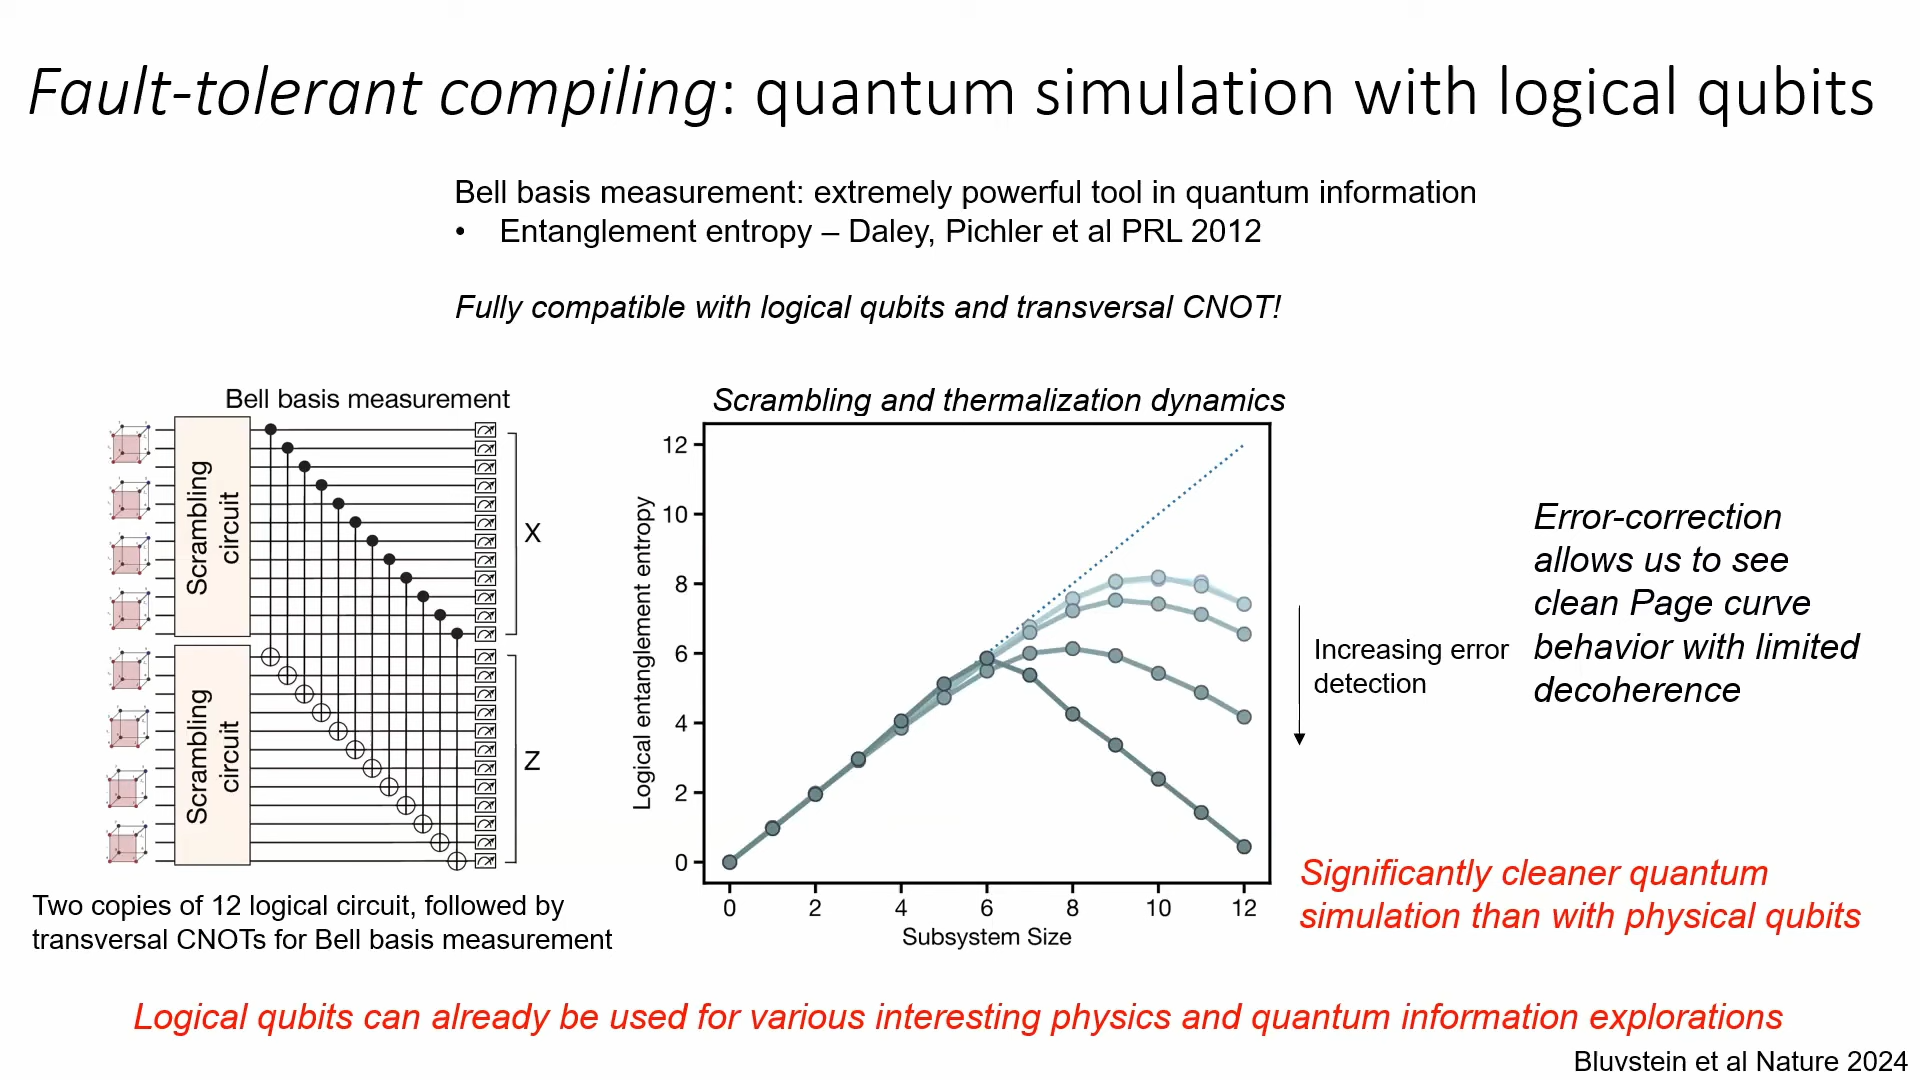 Fault-tolerant compiling: quantum simulation with logical qubits
Bell basis measurement: extremely powerful tool in quantum information
• Entanglement entropy – Daley, Pichler et al PRL 2012
Fully compatible with logical qubits and transversal CNOT!
Bell basis measurement
Scrambling
circuit
X
Scrambling
circuit
Z
Two copies of 12 logical circuit, followed by
transversal CNOTs for Bell basis measurement
Scrambling and thermalization dynamics
Logical entanglement entropy
12
10
8
6
4
2
0
0 2 4 6 8 10 12
Subsystem Size
Increasing error
detection
Error-correction
allows us to see
clean Page curve
behavior with limited
decoherence
Significantly cleaner quantum
simulation than with physical qubits
Logical qubits can already be used for various interesting physics and quantum information explorations
Bluvstein et al Nature 2024